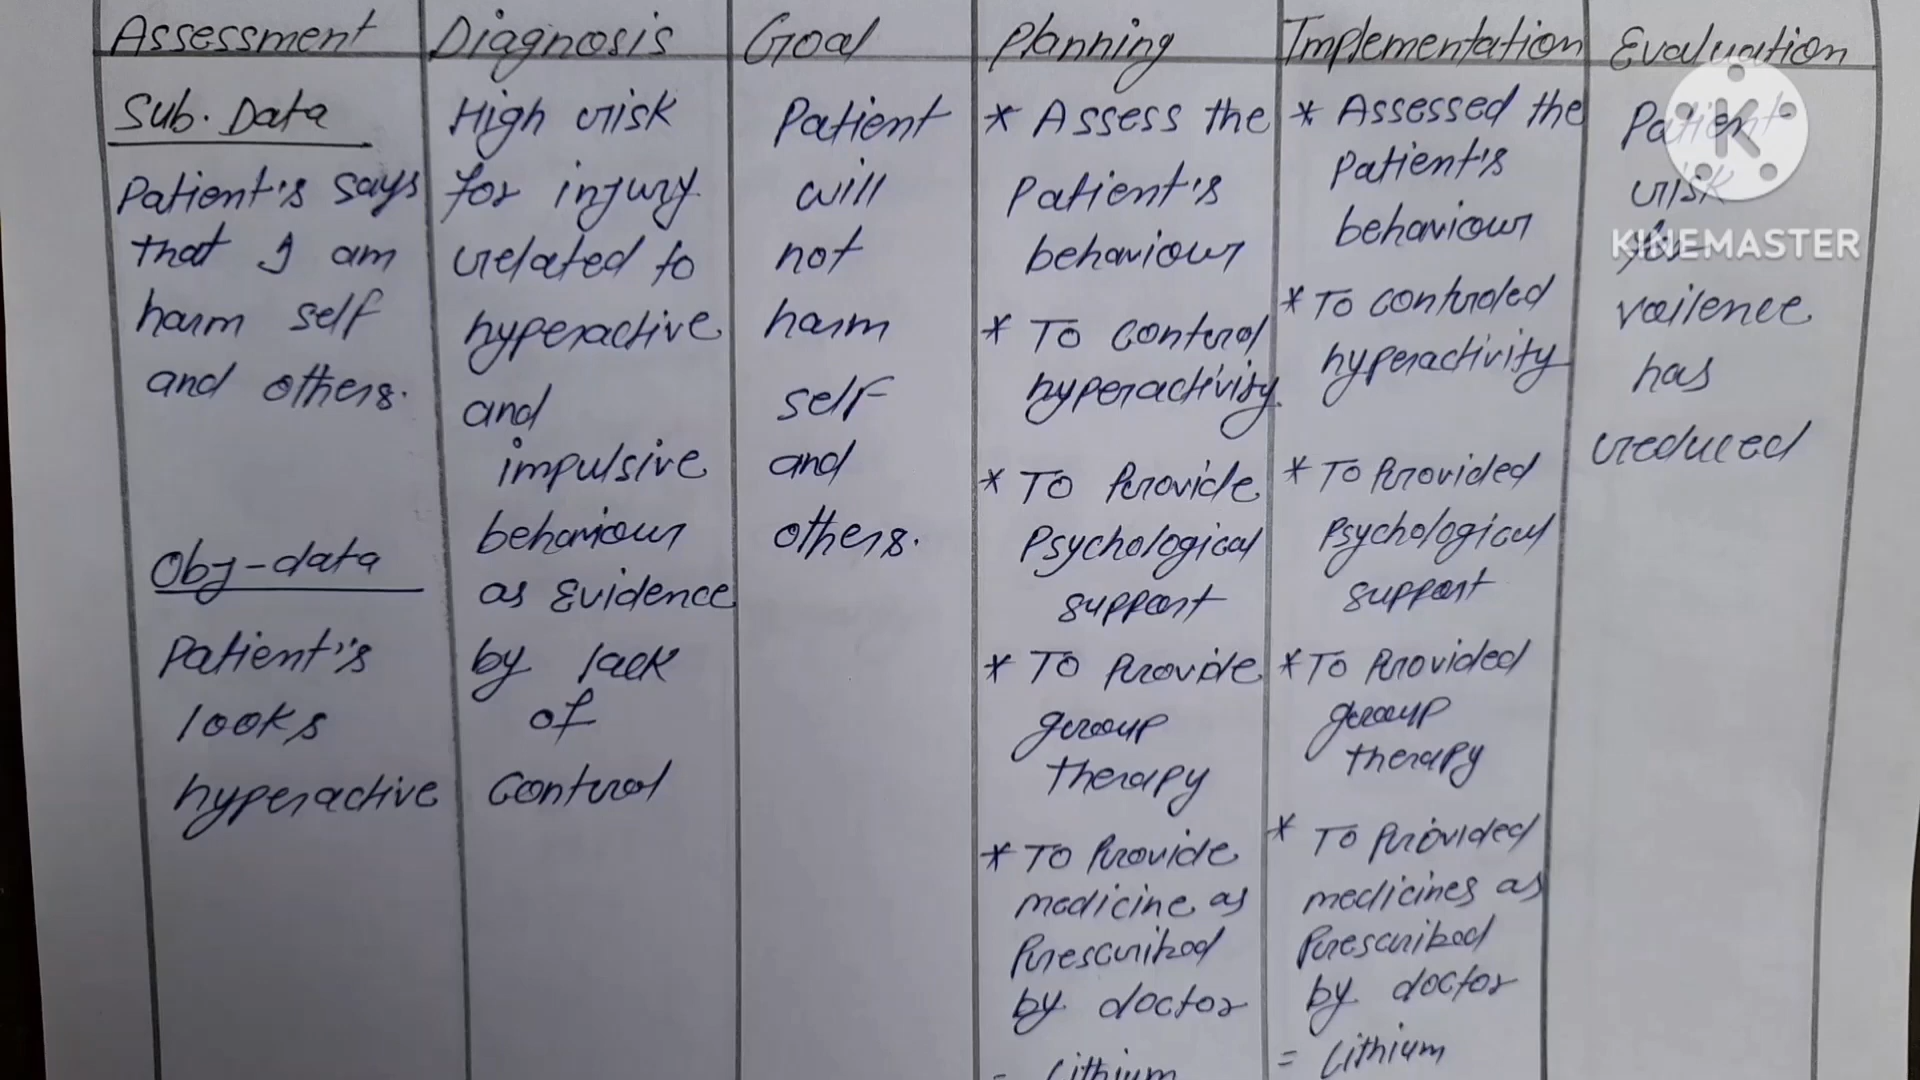 Assessment
Sub. Data
Patient's says
that I am
harm self
and others.
Obj-data
Patient's
looks
hyperactive
Diagnosis
High risk
for injury
related to
hyperactive
and
impulsive
behaviour
as Evidence
by lack
of
control
Goal
Patient
will
not
harm
self
and
others.
Planning
* Assess the
Patient's
behaviour
* To control
hyperactivity
* To Provide
Psychological
support
* To Provide
group
therapy
* To Provide
medicine as
Prescribed
by doctor
= Lithium
Implementation
* Assessed the
Patient's
behaviour
* To controled
hyperactivity
* To Provided
Psychological
support
* To Provided
group
therapy
* To Provided
medicines as
Prescribed
by doctor
= Lithium
Evaluation
Patient
risk
for
vailence
has
reduced
K
KINEMASTER